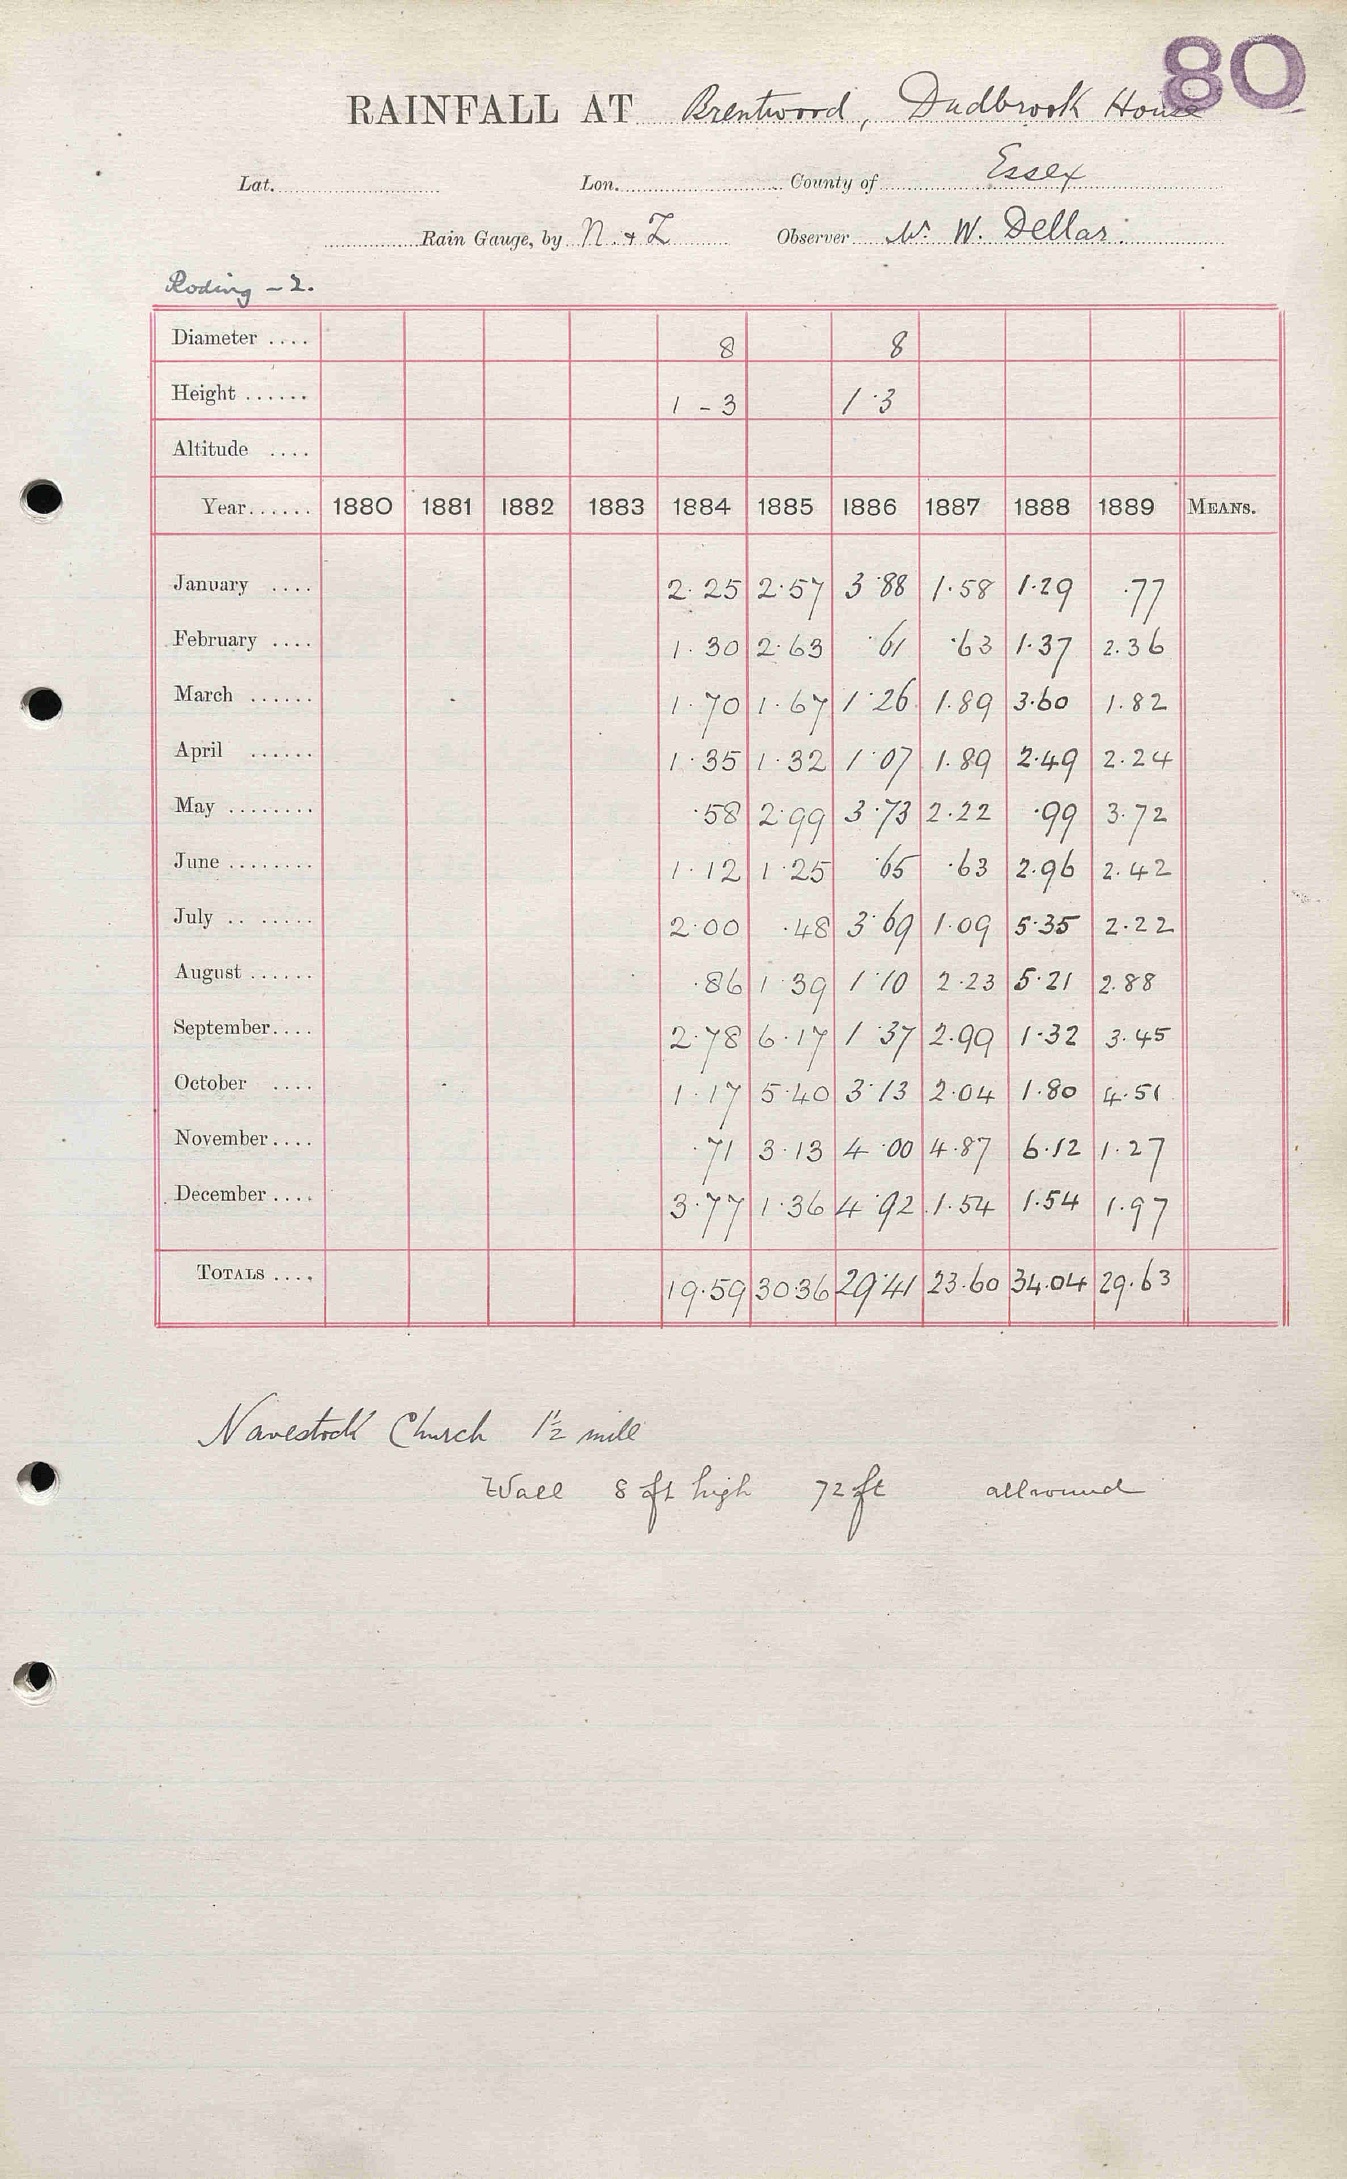 80
RAINFALL AT Brentwood, Dudbrook House
Lat. Lon. County of Essex
Rain Gauge, by N. & Z Observer Mr. W. Dellar.
Roding - 2.
Diameter .... 8 8
Height ...... 1 - 3 1·3
Altitude ....
Year...... 1880 1881 1882 1883 1884 1885 1886 1887 1888 1889 MEANS.
January .... 2.25 2.57 3.88 1.58 1.29 .77
February .... 1.30 2.63 .61 .63 1.37 2.36
March ...... 1.70 1.67 1.26 1.89 3.60 1.82
April ...... 1.35 1.32 1.07 1.89 2.49 2.24
May ........ .58 2.99 3.73 2.22 .99 3.72
June ........ 1.12 1.25 .65 .63 2.96 2.42
July .. ...... 2.00 .48 3.69 1.09 5.35 2.22
August ...... .86 1.39 1.10 2.23 5.21 2.88
September.... 2.78 6.17 1.37 2.99 1.32 3.45
October .... 1.17 5.40 3.13 2.04 1.80 4.51
November.... .71 3.13 4.00 4.87 6.12 1.27
December.... 3.77 1.36 4.92 1.54 1.54 1.97
TOTALS .... 19.59 30.36 29.41 23.60 34.04 29.63
Navestock Church 1½ mile
Wall 8 ft high 72 ft all round